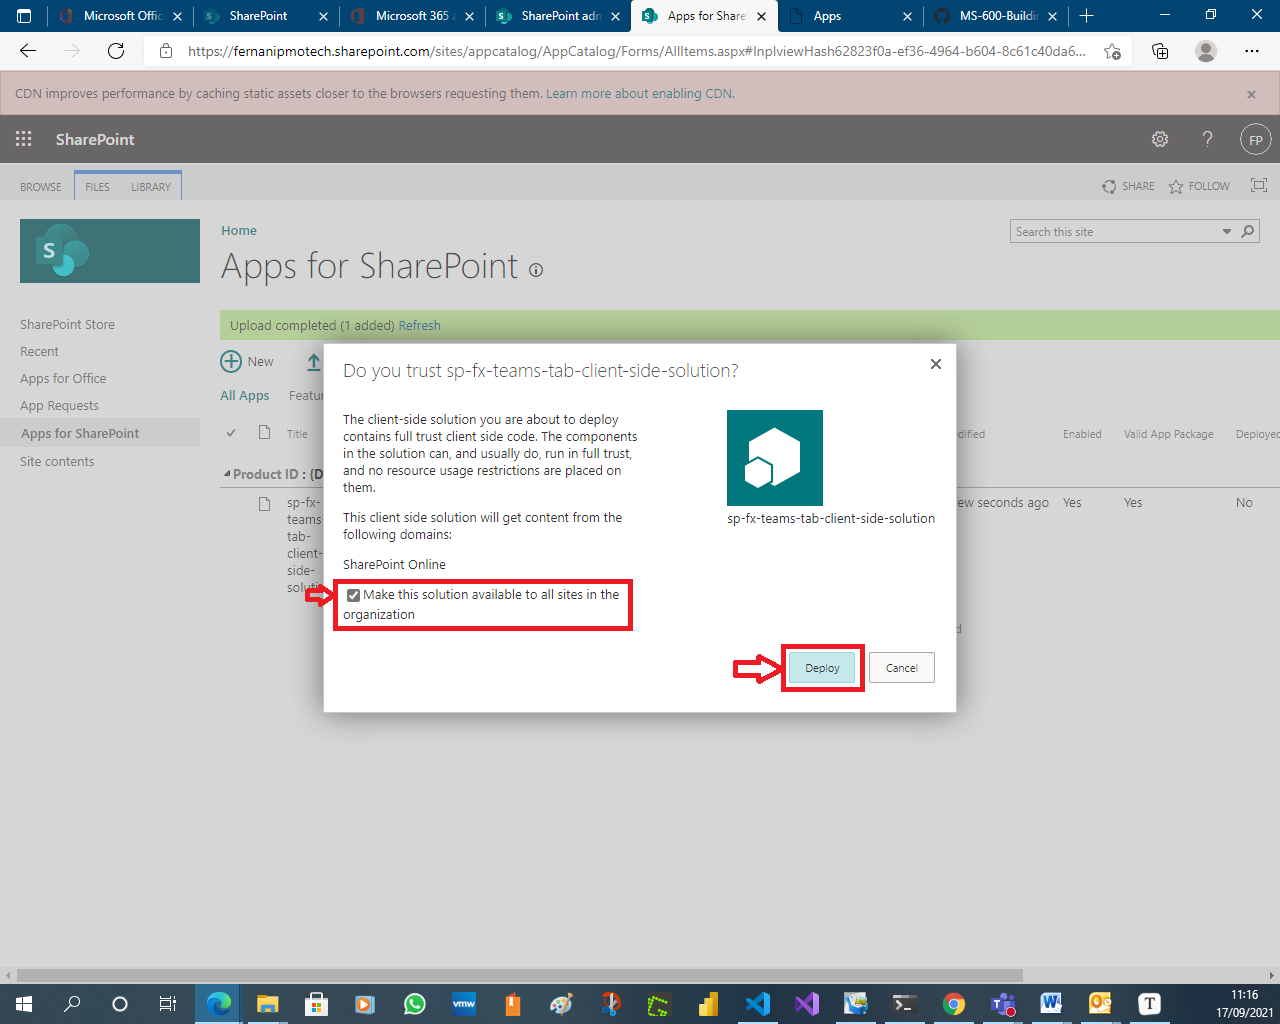 Microsoft Offic
SharePoint
Microsoft 365 a
SharePoint adm
Apps for Share
Apps
MS-600-Buildin
https://fernanipmotech.sharepoint.com/sites/appcatalog/AppCatalog/Forms/AllItems.aspx#InplviewHash62823f0a-ef36-4964-b604-8c61c40da6...
CDN improves performance by caching static assets closer to the browsers requesting them. Learn more about enabling CDN.
SharePoint
FP
BROWSE
FILES
LIBRARY
SHARE
FOLLOW
S
Home
Search this site
Apps for SharePoint
SharePoint Store
Recent
Apps for Office
App Requests
Apps for SharePoint
Site contents
Upload completed (1 added) Refresh
New
All Apps
Featur
Title
dified
Enabled
Valid App Package
Deployed
Product ID : {D
sp-fx-
teams-
tab-
client-
side-
soluti
few seconds ago
Yes
Yes
No
d
Do you trust sp-fx-teams-tab-client-side-solution?
The client-side solution you are about to deploy
contains full trust client side code. The components
in the solution can, and usually do, run in full trust,
and no resource usage restrictions are placed on
them.
This client side solution will get content from the
following domains:
SharePoint Online
Make this solution available to all sites in the
organization
sp-fx-teams-tab-client-side-solution
Deploy
Cancel
vmw
T
11:16
17/09/2021